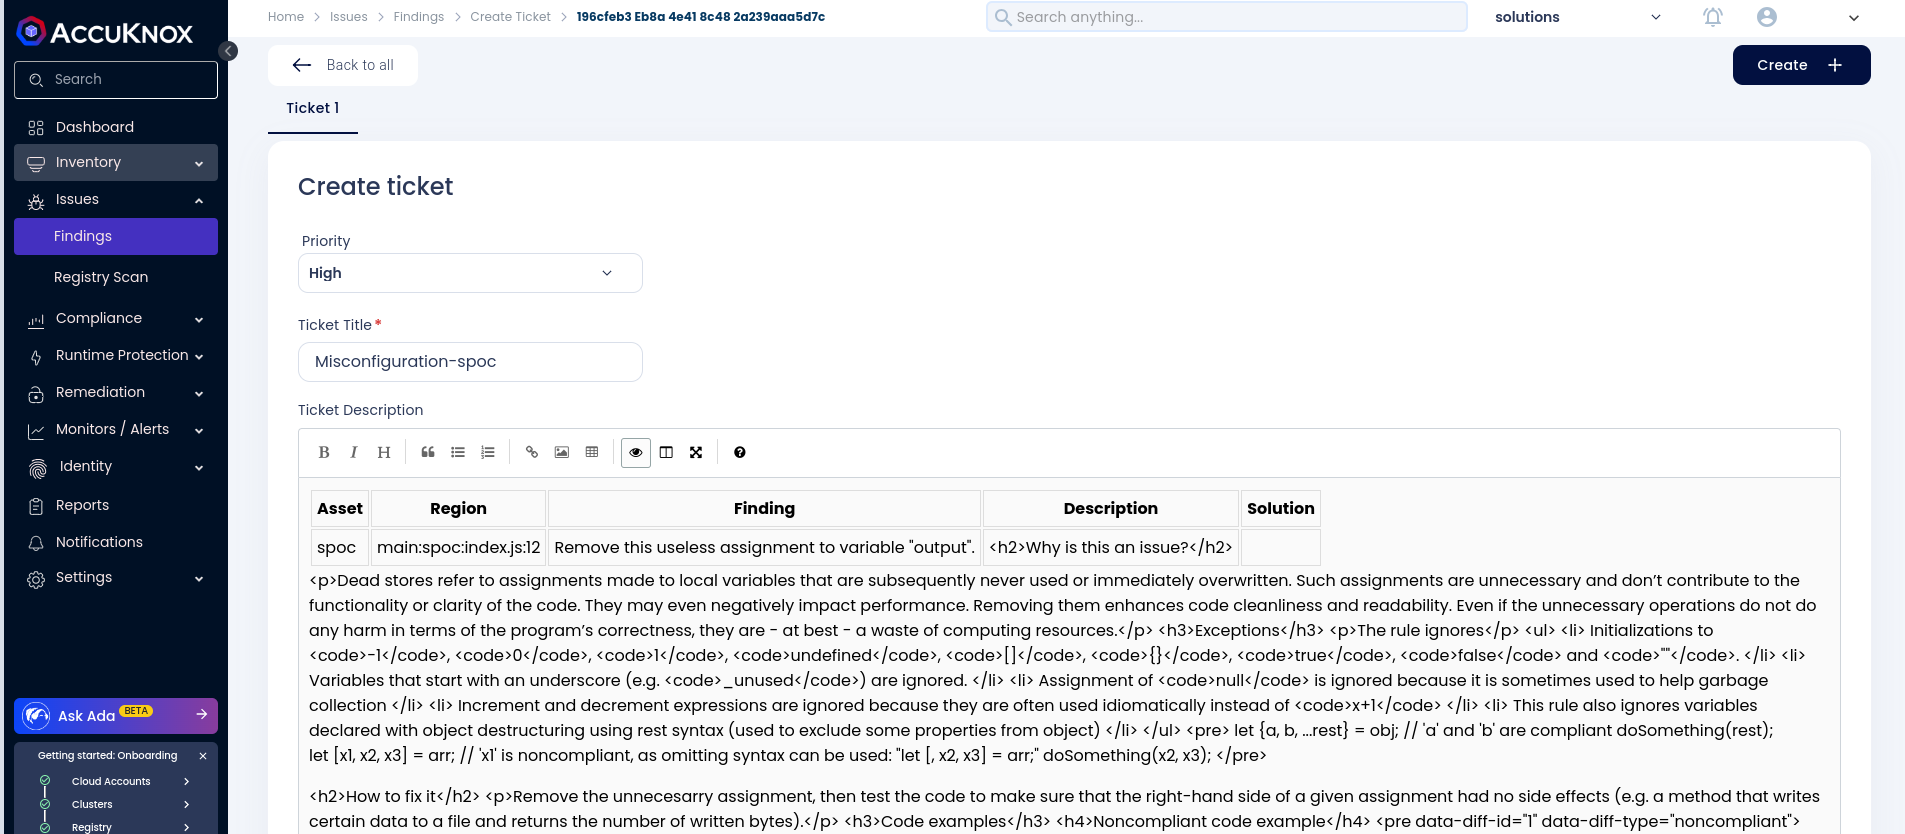 ACCUKNOX
Search
Dashboard
Inventory
Issues
Findings
Registry Scan
Compliance
Runtime Protection
Remediation
Monitors / Alerts
Identity
Reports
Notifications
Settings
Ask Ada BETA
Getting started: Onboarding
Cloud Accounts
Clusters
Registry
Home > Issues > Findings > Create Ticket > 196cfeb3 Eb8a 4e41 8c48 2a239aaa5d7c
Search anything...
solutions
Back to all
Create +
Ticket 1
Create ticket
Priority
High
Ticket Title*
Misconfiguration-spoc
Ticket Description
B I H
Asset Region Finding Description Solution
spoc main:spoc:index.js:12 Remove this useless assignment to variable "output". <h2>Why is this an issue?</h2>
<p>Dead stores refer to assignments made to local variables that are subsequently never used or immediately overwritten. Such assignments are unnecessary and don’t contribute to the
functionality or clarity of the code. They may even negatively impact performance. Removing them enhances code cleanliness and readability. Even if the unnecessary operations do not do
any harm in terms of the program’s correctness, they are - at best - a waste of computing resources.</p> <h3>Exceptions</h3> <p>The rule ignores</p> <ul> <li> Initializations to
<code>-1</code>, <code>0</code>, <code>1</code>, <code>undefined</code>, <code>[]</code>, <code>{}</code>, <code>true</code>, <code>false</code> and <code>""</code>. </li> <li>
Variables that start with an underscore (e.g. <code>_unused</code>) are ignored. </li> <li> Assignment of <code>null</code> is ignored because it is sometimes used to help garbage
collection </li> <li> Increment and decrement expressions are ignored because they are often used idiomatically instead of <code>x+1</code> </li> <li> This rule also ignores variables
declared with object destructuring using rest syntax (used to exclude some properties from object) </li> </ul> <pre> let {a, b, ...rest} = obj; // 'a' and 'b' are compliant doSomething(rest);
let [x1, x2, x3] = arr; // 'x1' is noncompliant, as omitting syntax can be used: "let [, x2, x3] = arr;" doSomething(x2, x3); </pre>
<h2>How to fix it</h2> <p>Remove the unnecesarry assignment, then test the code to make sure that the right-hand side of a given assignment had no side effects (e.g. a method that writes
certain data to a file and returns the number of written bytes).</p> <h3>Code examples</h3> <h4>Noncompliant code example</h4> <pre data-diff-id="1" data-diff-type="noncompliant">